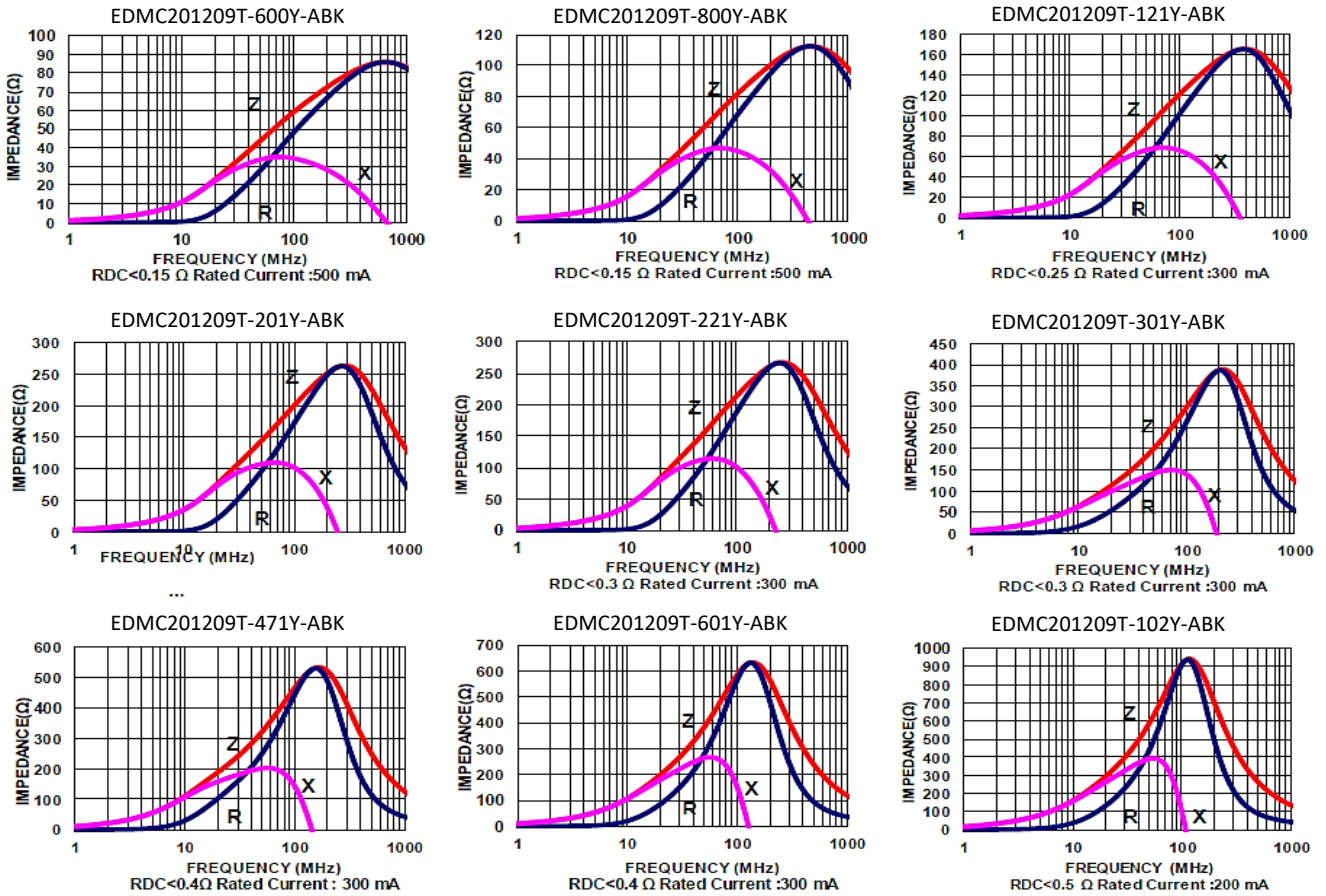 EDMC201209T-600Y-ABK
IMPEDANCE(Ω)
100
90
80
70
60
50
40
30
20
10
0
Z
X
R
1 10 100 1000
FREQUENCY (MHz)
RDC<0.15 Ω Rated Current :500 mA
EDMC201209T-800Y-ABK
IMPEDANCE(Ω)
120
100
80
60
40
20
0
Z
X
R
1 10 100 1000
FREQUENCY (MHz)
RDC<0.15 Ω Rated Current :500 mA
EDMC201209T-121Y-ABK
IMPEDANCE(Ω)
180
160
140
120
100
80
60
40
20
0
Z
X
R
1 10 100 1000
FREQUENCY (MHz)
RDC<0.25 Ω Rated Current :300 mA
EDMC201209T-201Y-ABK
IMPEDANCE(Ω)
300
250
200
150
100
50
0
Z
X
R
1 10 100 1000
FREQUENCY (MHz)
...
EDMC201209T-221Y-ABK
IMPEDANCE(Ω)
300
250
200
150
100
50
0
Z
X
R
1 10 100 1000
FREQUENCY (MHz)
RDC<0.3 Ω Rated Current :300 mA
EDMC201209T-301Y-ABK
IMPEDANCE(Ω)
450
400
350
300
250
200
150
100
50
0
Z
X
R
1 10 100 1000
FREQUENCY (MHz)
RDC<0.3 Ω Rated Current :300 mA
EDMC201209T-471Y-ABK
IMPEDANCE(Ω)
600
500
400
300
200
100
0
Z
X
R
1 10 100 1000
FREQUENCY (MHz)
RDC<0.4Ω Rated Current : 300 mA
EDMC201209T-601Y-ABK
IMPEDANCE(Ω)
700
600
500
400
300
200
100
0
Z
X
R
1 10 100 1000
FREQUENCY (MHz)
RDC<0.4 Ω Rated Current :300 mA
EDMC201209T-102Y-ABK
IMPEDANCE(Ω)
1000
900
800
700
600
500
400
300
200
100
0
Z
R
X
1 10 100 1000
FREQUENCY (MHz)
RDC<0.5 Ω Rated Current :200 mA